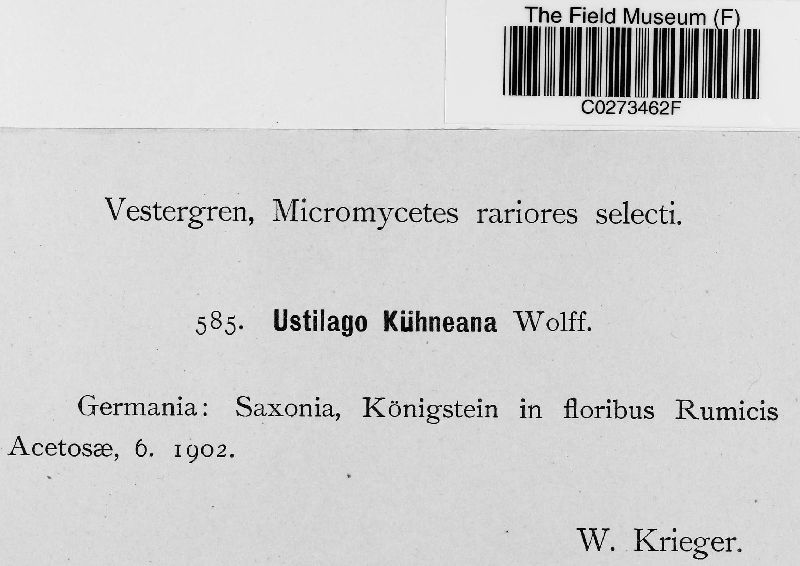 The Field Museum (F)
C0273462F
Vestergren, Micromycetes rariores selecti.
585. Ustilago Kühneana Wolff.
Germania: Saxonia, Königstein in floribus Rumicis
Acetosæ, 6. 1902.
W. Krieger.